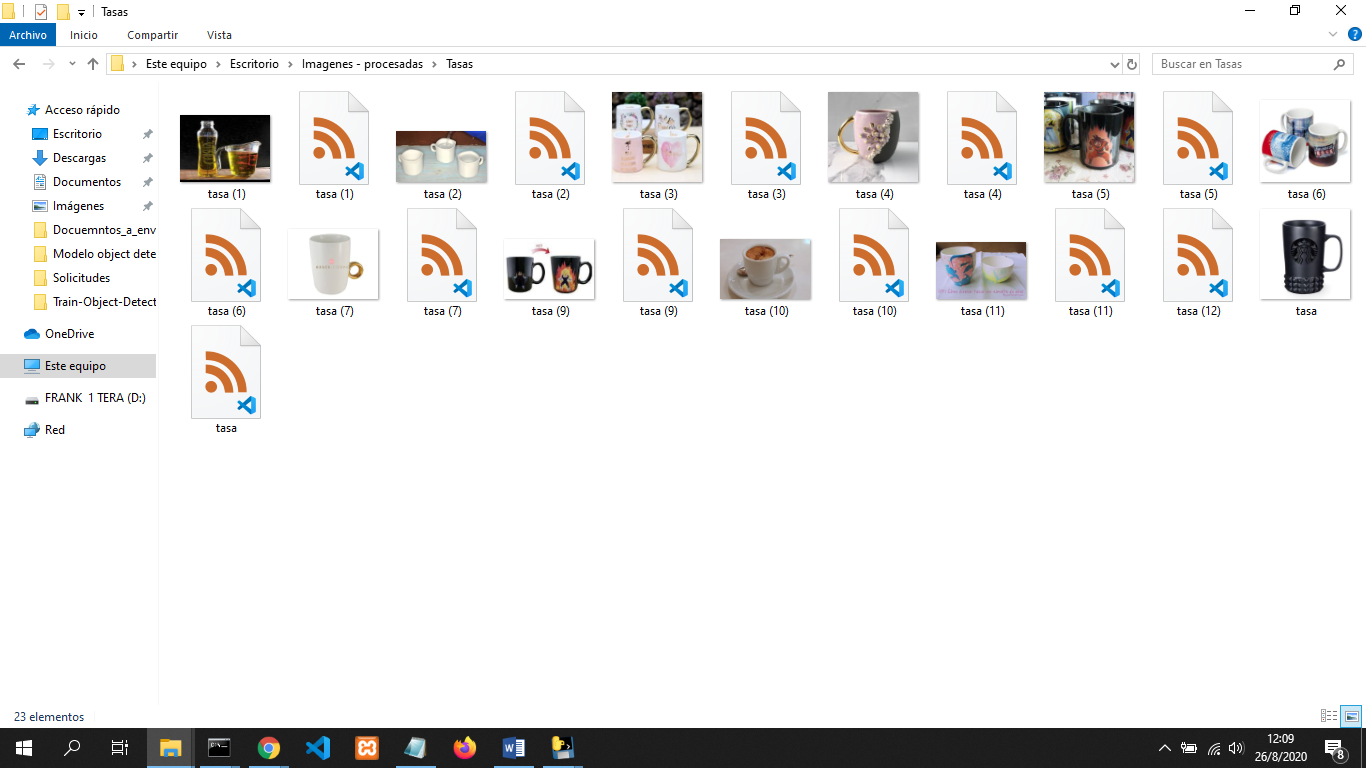 Tasas
Archivo Inicio Compartir Vista
Este equipo Escritorio Imagenes - procesadas Tasas
Buscar en Tasas
Acceso rápido
Escritorio
Descargas
Documentos
Imágenes
Docuemntos_a_env
Modelo object dete
Solicitudes
Train-Object-Detect
OneDrive
Este equipo
FRANK 1 TERA (D:)
Red
tasa (1) tasa (1) tasa (2) tasa (2) tasa (3) tasa (3) tasa (4) tasa (4) tasa (5) tasa (5) tasa (6)
tasa (6) tasa (7) tasa (7) tasa (9) tasa (9) tasa (10) tasa (10) tasa (11) tasa (11) tasa (12) tasa
tasa
23 elementos
12:09
26/8/2020
8